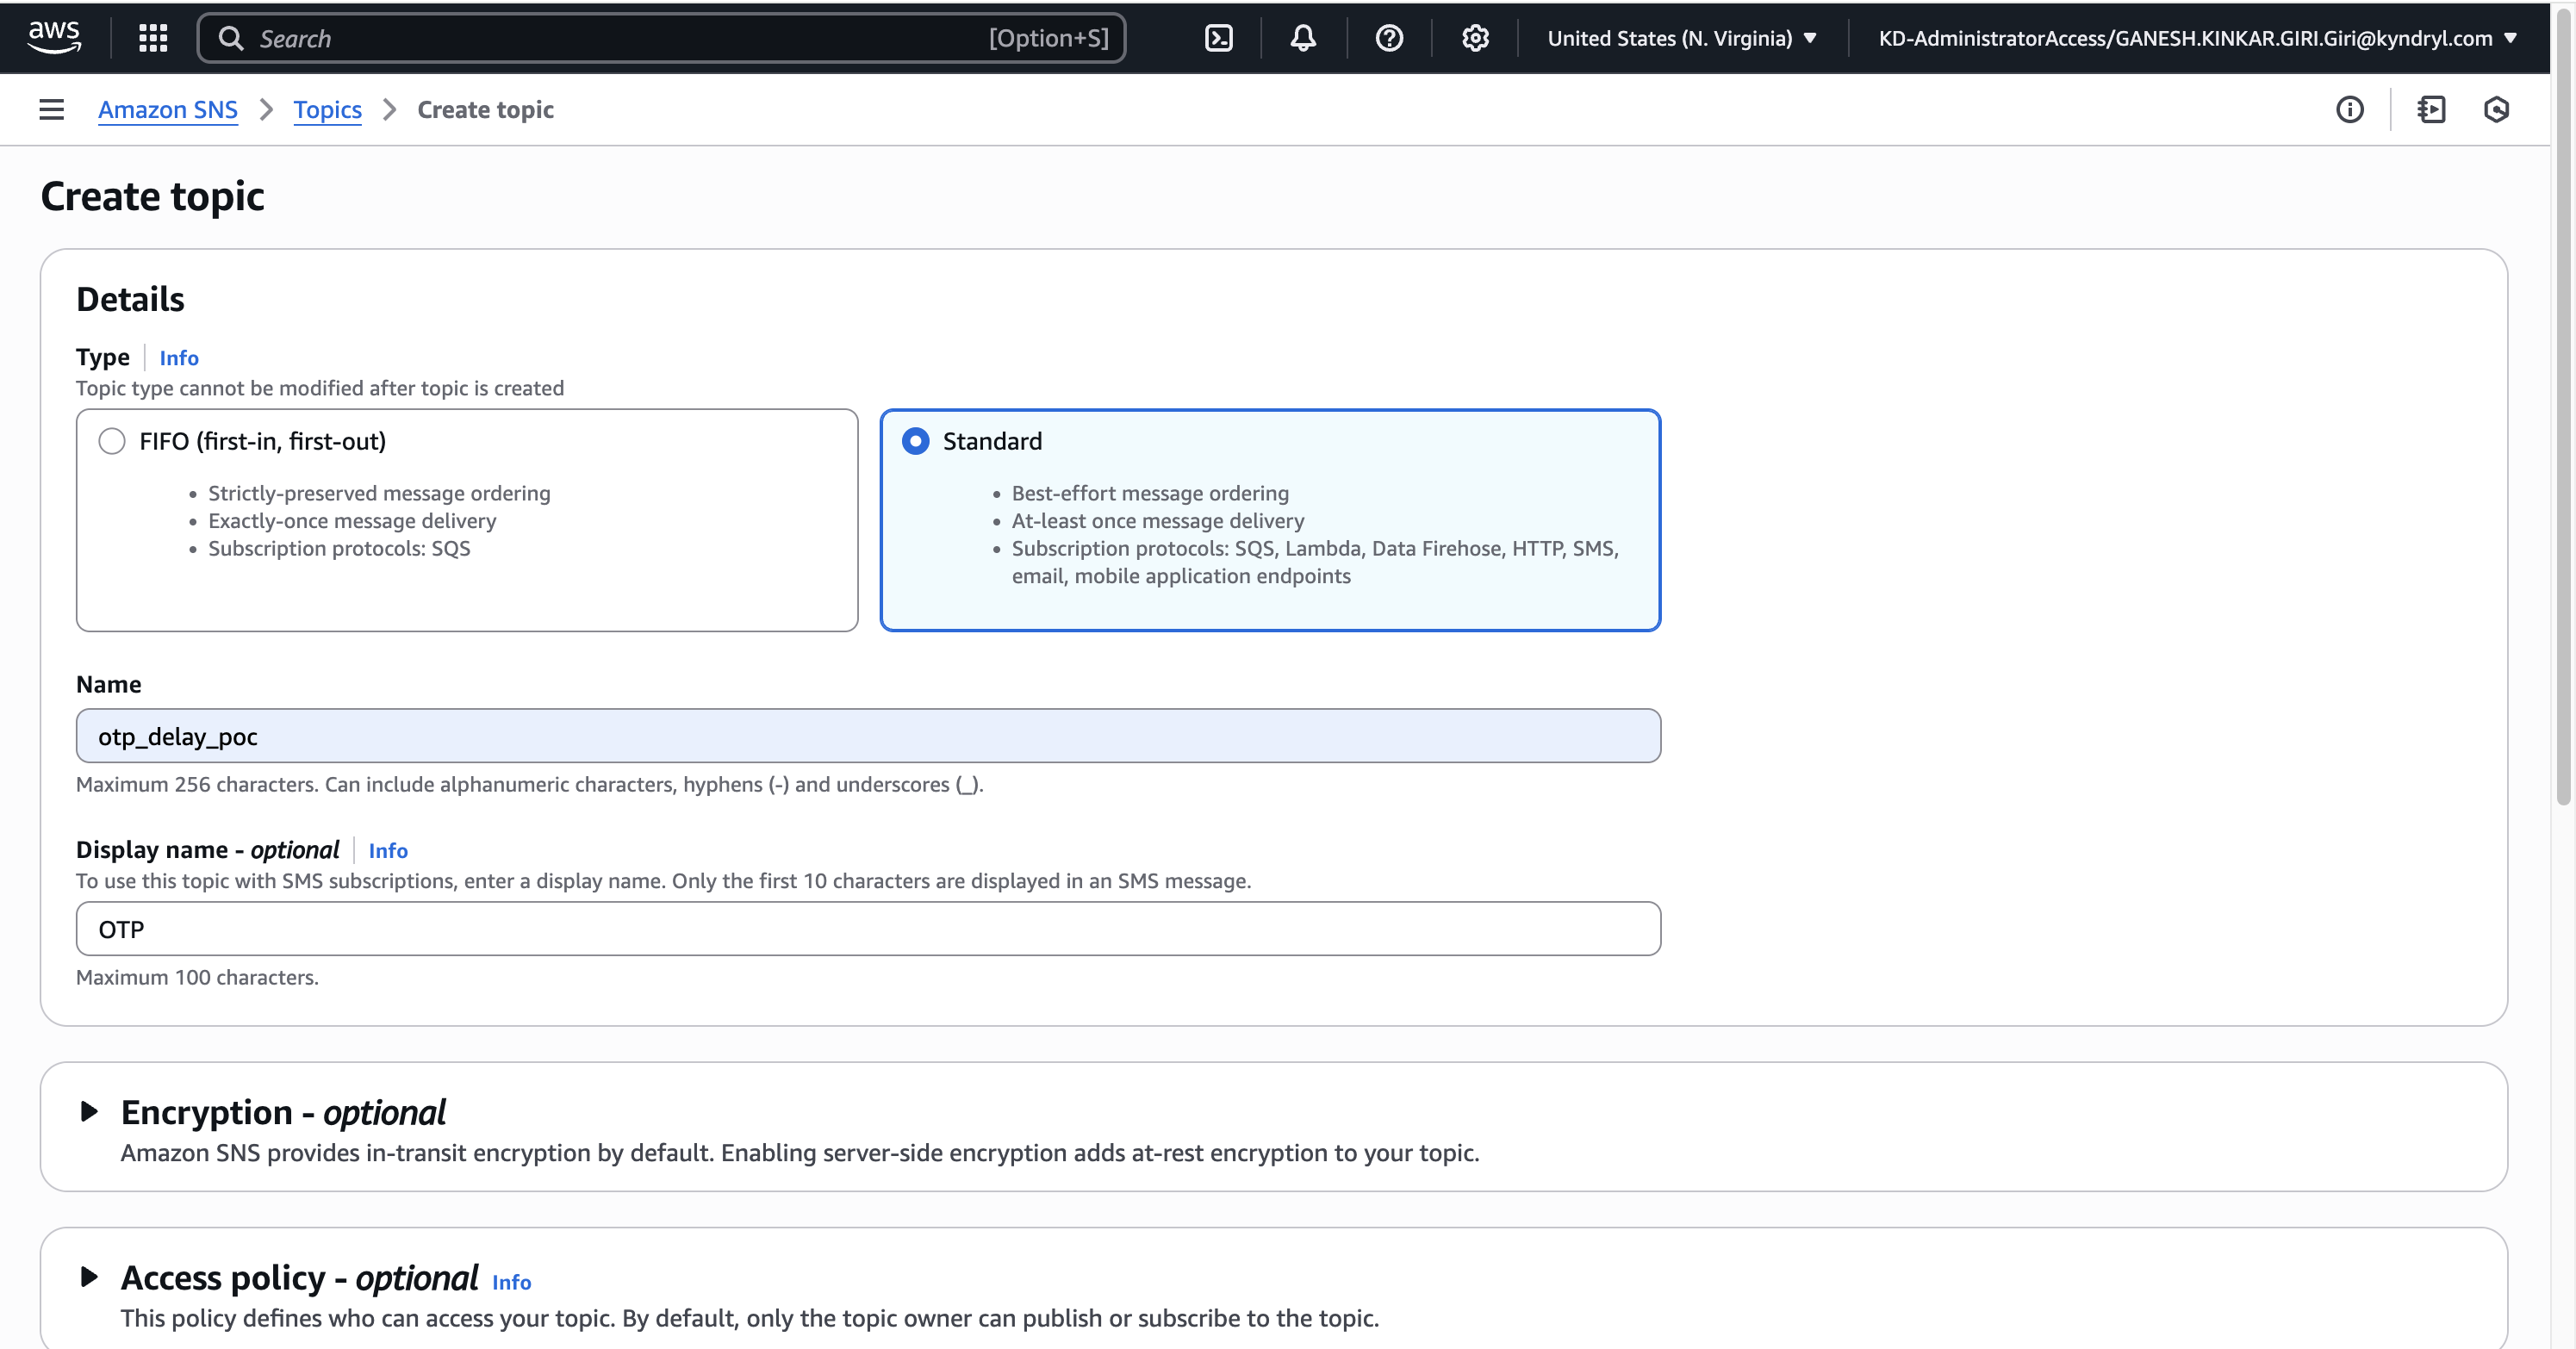 aws
Search [Option+S]
United States (N. Virginia)
KD-AdministratorAccess/GANESH.KINKAR.GIRI.Giri@kyndryl.com
Amazon SNS > Topics > Create topic
Create topic
Details
Type Info
Topic type cannot be modified after topic is created
FIFO (first-in, first-out)
• Strictly-preserved message ordering
• Exactly-once message delivery
• Subscription protocols: SQS
Standard
• Best-effort message ordering
• At-least once message delivery
• Subscription protocols: SQS, Lambda, Data Firehose, HTTP, SMS,
email, mobile application endpoints
Name
otp_delay_poc
Maximum 256 characters. Can include alphanumeric characters, hyphens (-) and underscores (_).
Display name - optional Info
To use this topic with SMS subscriptions, enter a display name. Only the first 10 characters are displayed in an SMS message.
OTP
Maximum 100 characters.
Encryption - optional
Amazon SNS provides in-transit encryption by default. Enabling server-side encryption adds at-rest encryption to your topic.
Access policy - optional Info
This policy defines who can access your topic. By default, only the topic owner can publish or subscribe to the topic.